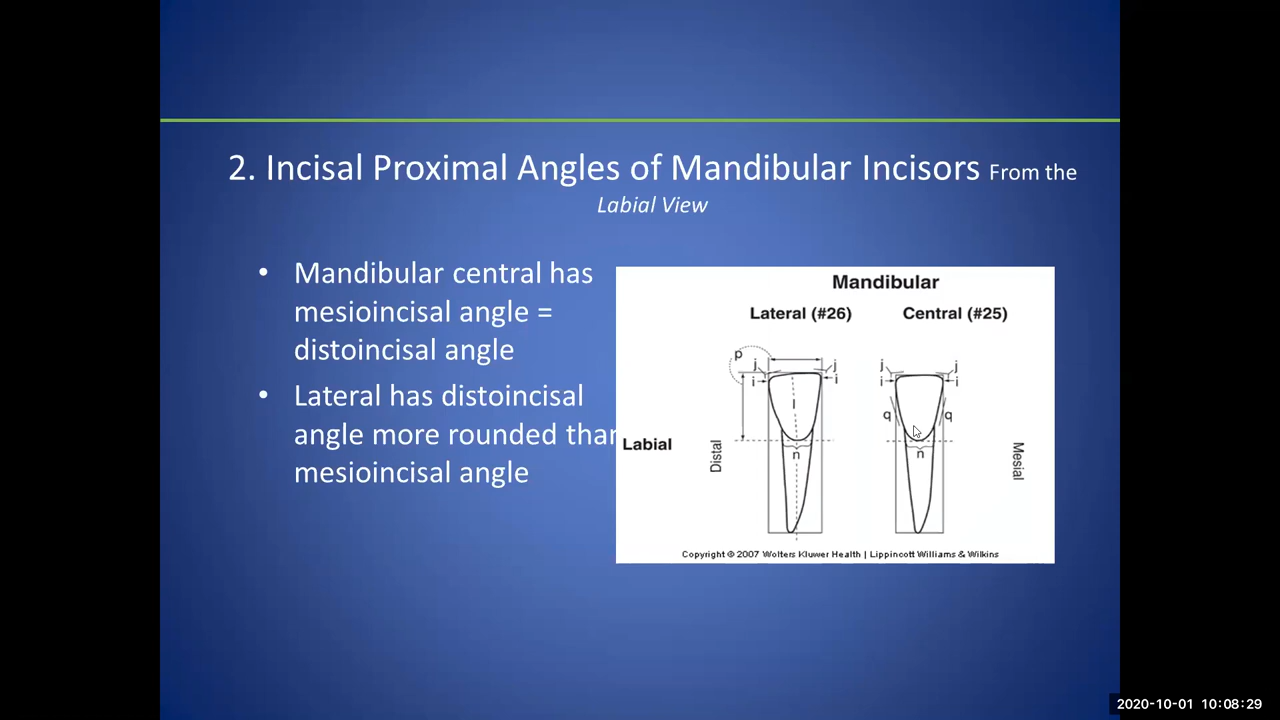 2. Incisal Proximal Angles of Mandibular Incisors From the
Labial View
• Mandibular central has
mesioincisal angle =
distoincisal angle
• Lateral has distoincisal
angle more rounded than
mesioincisal angle
Mandibular
Lateral (#26) Central (#25)
p
j j j j
i i i i
l
q q
Labial
Distal
n n
Mesial
Copyright © 2007 Wolters Kluwer Health | Lippincott Williams & Wilkins
2020-10-01 10:08:29